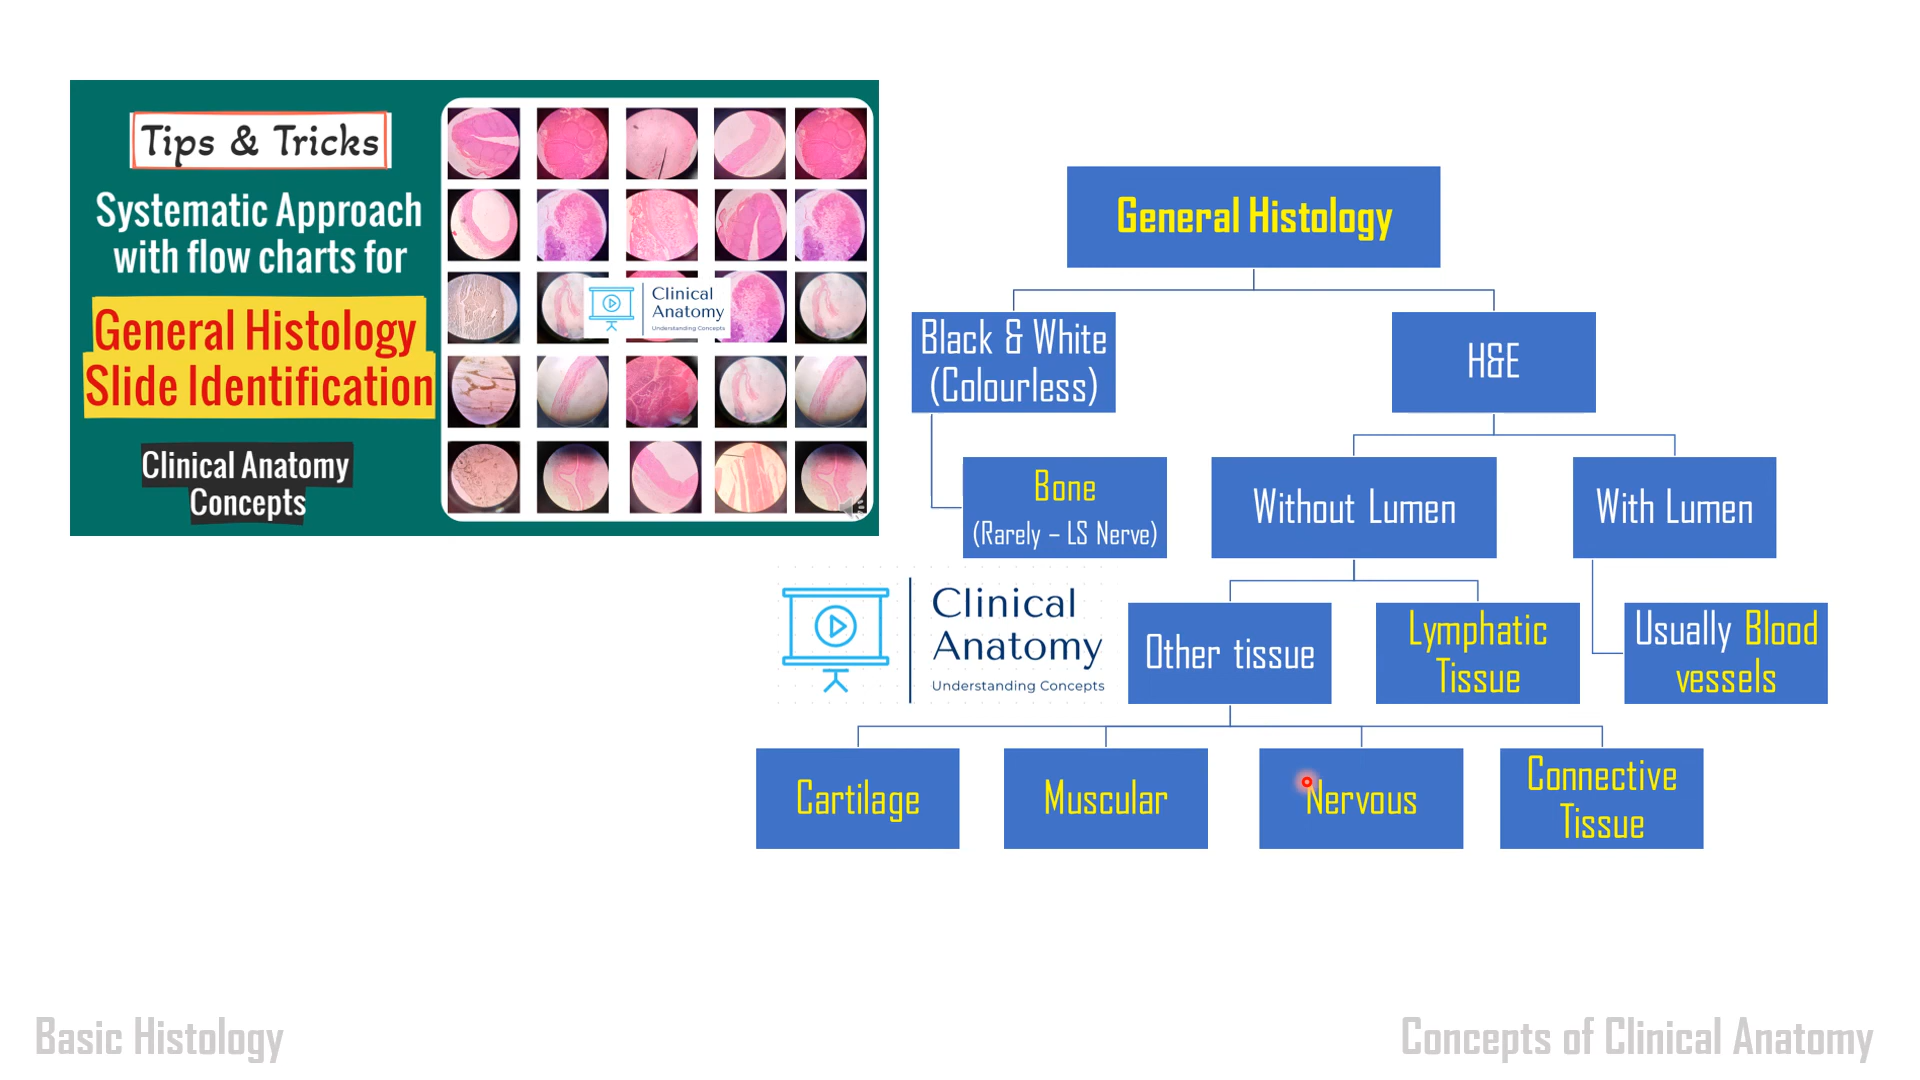 Tips & Tricks
Systematic Approach
with flow charts for
General Histology
Slide Identification
Clinical Anatomy
Concepts
Clinical
Anatomy
Understanding Concepts
General Histology
Black & White
(Colourless)
H&E
Bone
(Rarely – LS Nerve)
Without Lumen
With Lumen
Clinical
Anatomy
Understanding Concepts
Other tissue
Lymphatic
Tissue
Usually Blood
vessels
Cartilage
Muscular
Nervous
Connective
Tissue
Basic Histology
Concepts of Clinical Anatomy